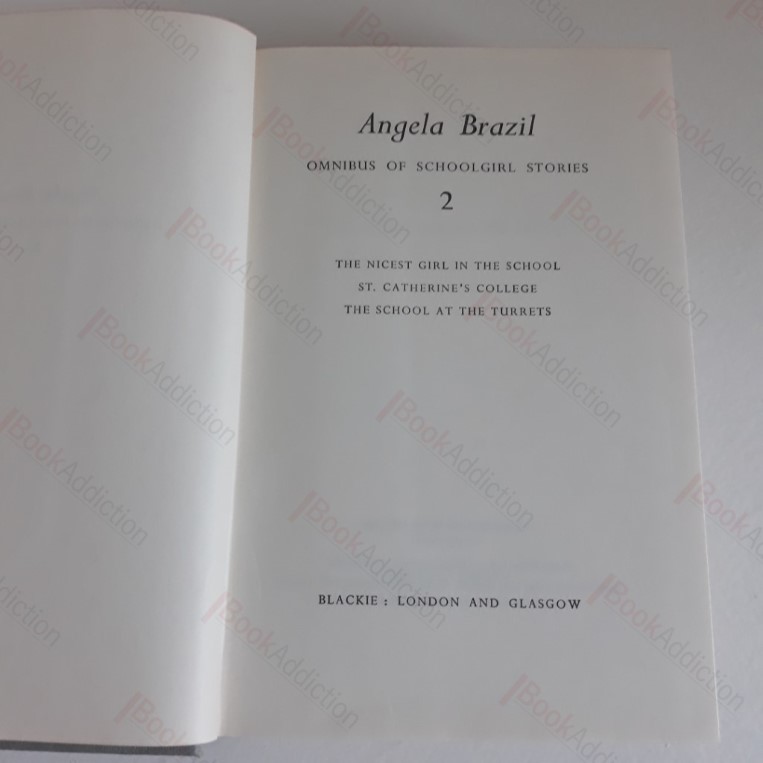 Angela Brazil
OMNIBUS OF SCHOOLGIRL STORIES
2
THE NICEST GIRL IN THE SCHOOL
ST. CATHERINE'S COLLEGE
THE SCHOOL AT THE TURRETS
BLACKIE : LONDON AND GLASGOW
iBookAddiction